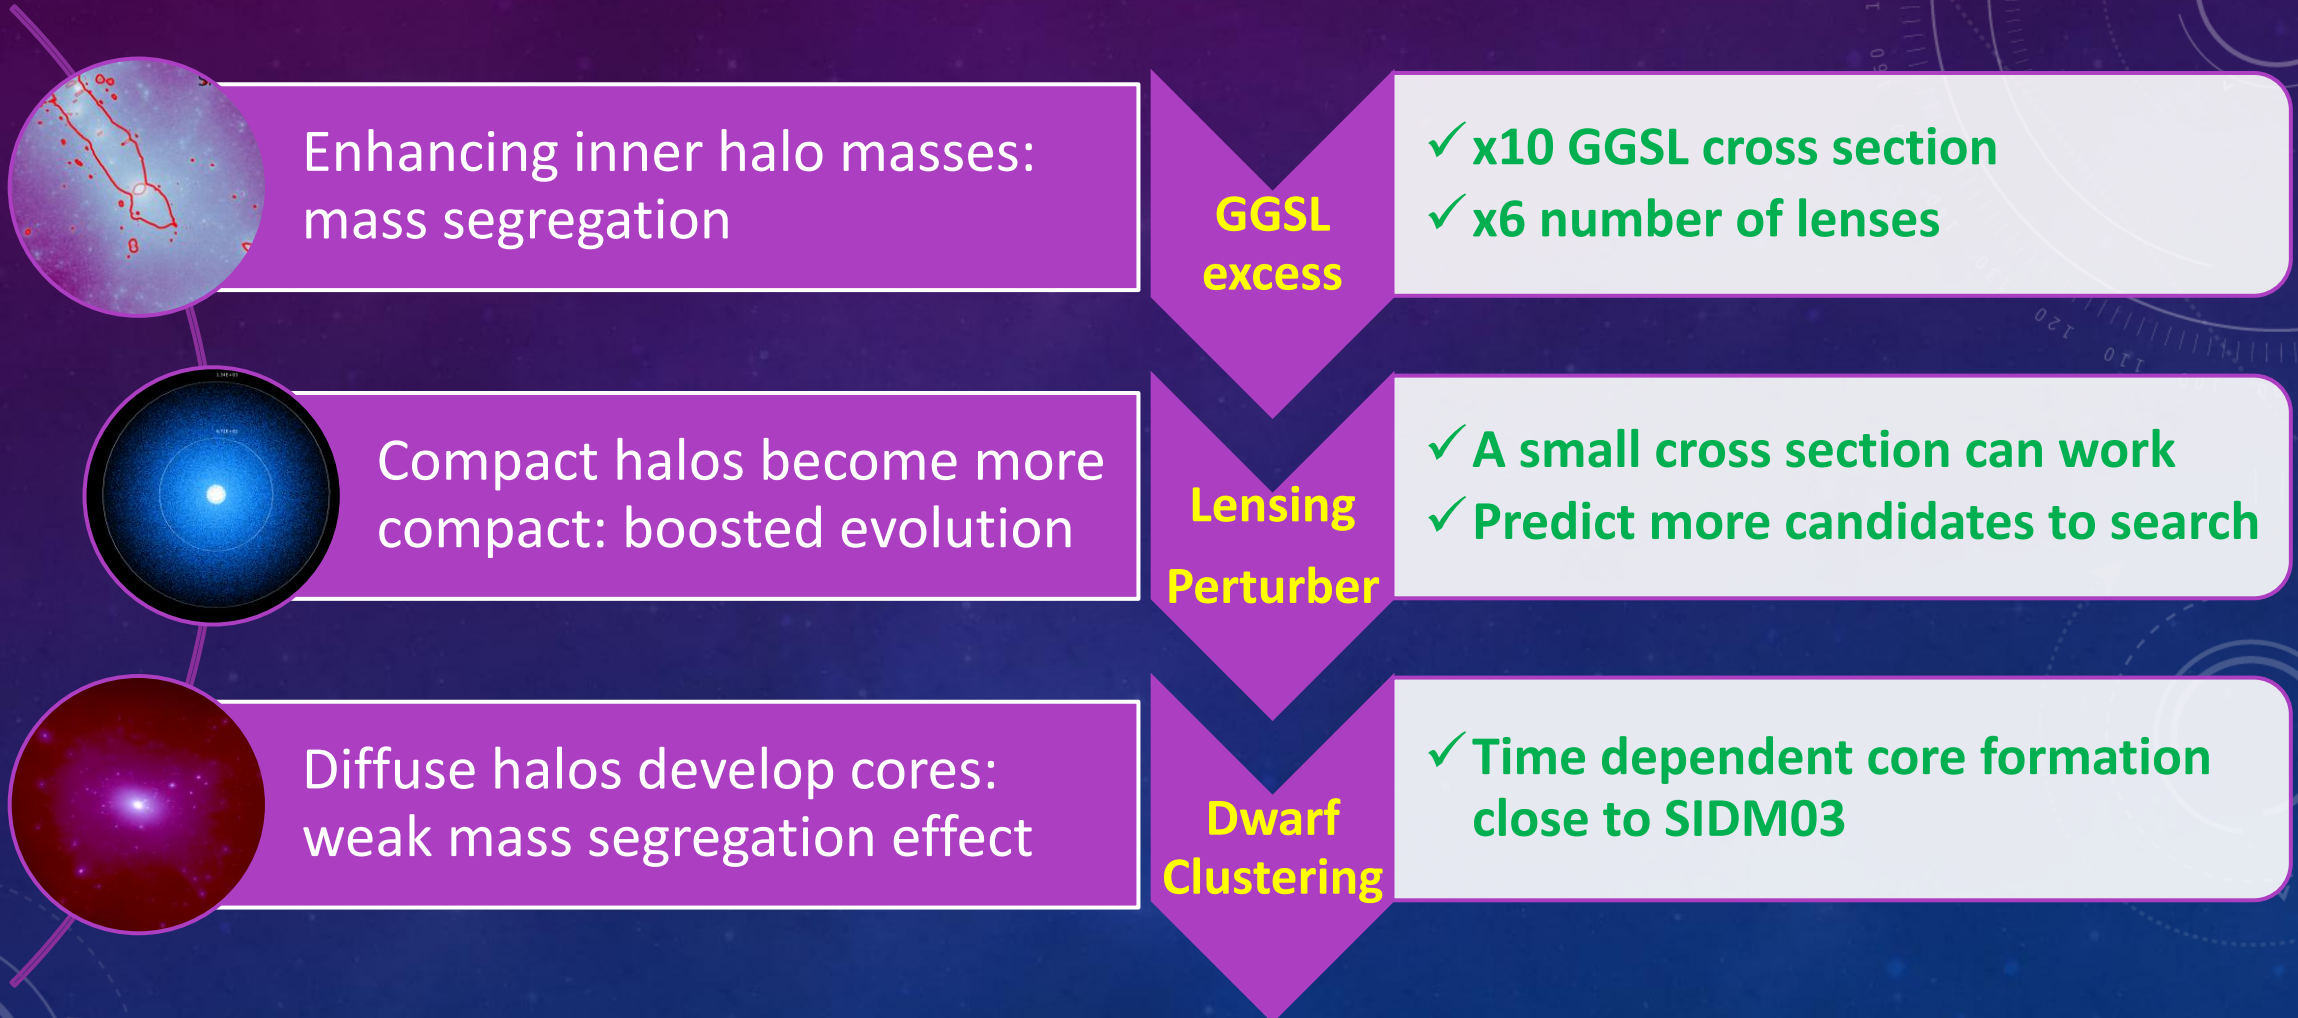 Enhancing inner halo masses:
mass segregation
GGSL
excess
✓ x10 GGSL cross section
✓ x6 number of lenses
Compact halos become more
compact: boosted evolution
Lensing
Perturber
✓ A small cross section can work
✓ Predict more candidates to search
Diffuse halos develop cores:
weak mass segregation effect
Dwarf
Clustering
✓ Time dependent core formation
close to SIDM03
120
110